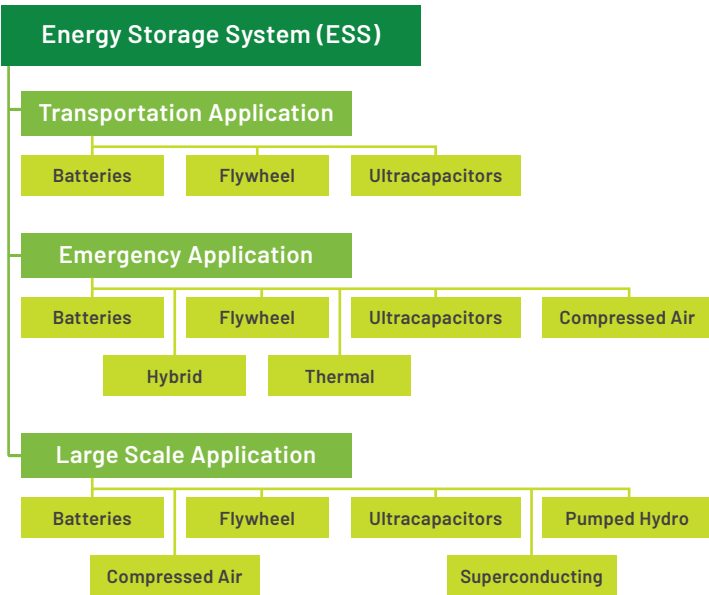 Energy Storage System (ESS)
Transportation Application
Batteries
Flywheel
Ultracapacitors
Emergency Application
Batteries
Flywheel
Ultracapacitors
Compressed Air
Hybrid
Thermal
Large Scale Application
Batteries
Flywheel
Ultracapacitors
Pumped Hydro
Compressed Air
Superconducting